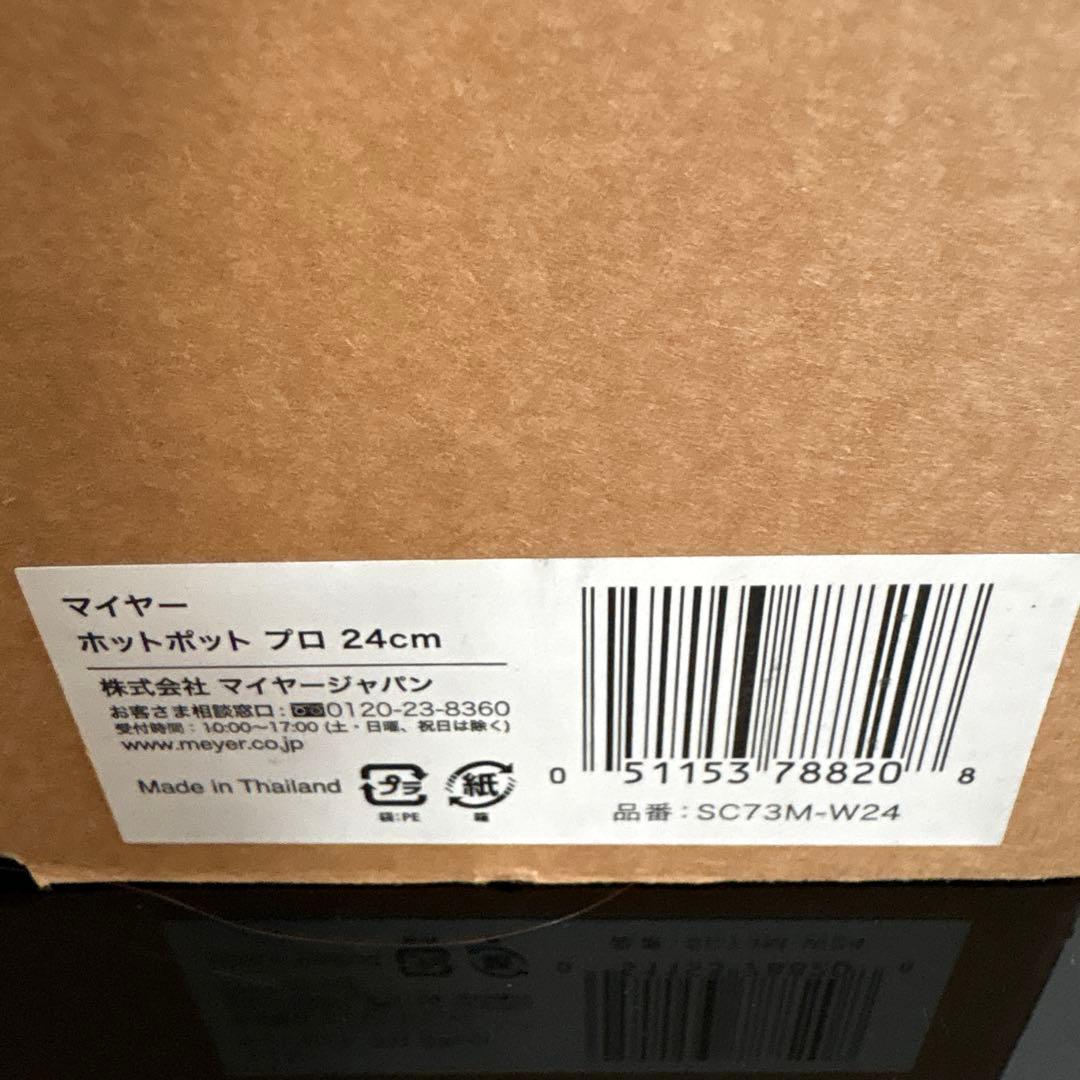 マイヤー
ホットポット プロ 24cm
株式会社 マイヤージャパン
お客さま相談窓口：0120-23-8360
受付時間：10:00～17:00 (土・日曜、祝日は除く)
www.meyer.co.jp
Made in Thailand
プラ
袋:PE
紙
箱
0 51153 78820 8
品番：SC73M-W24